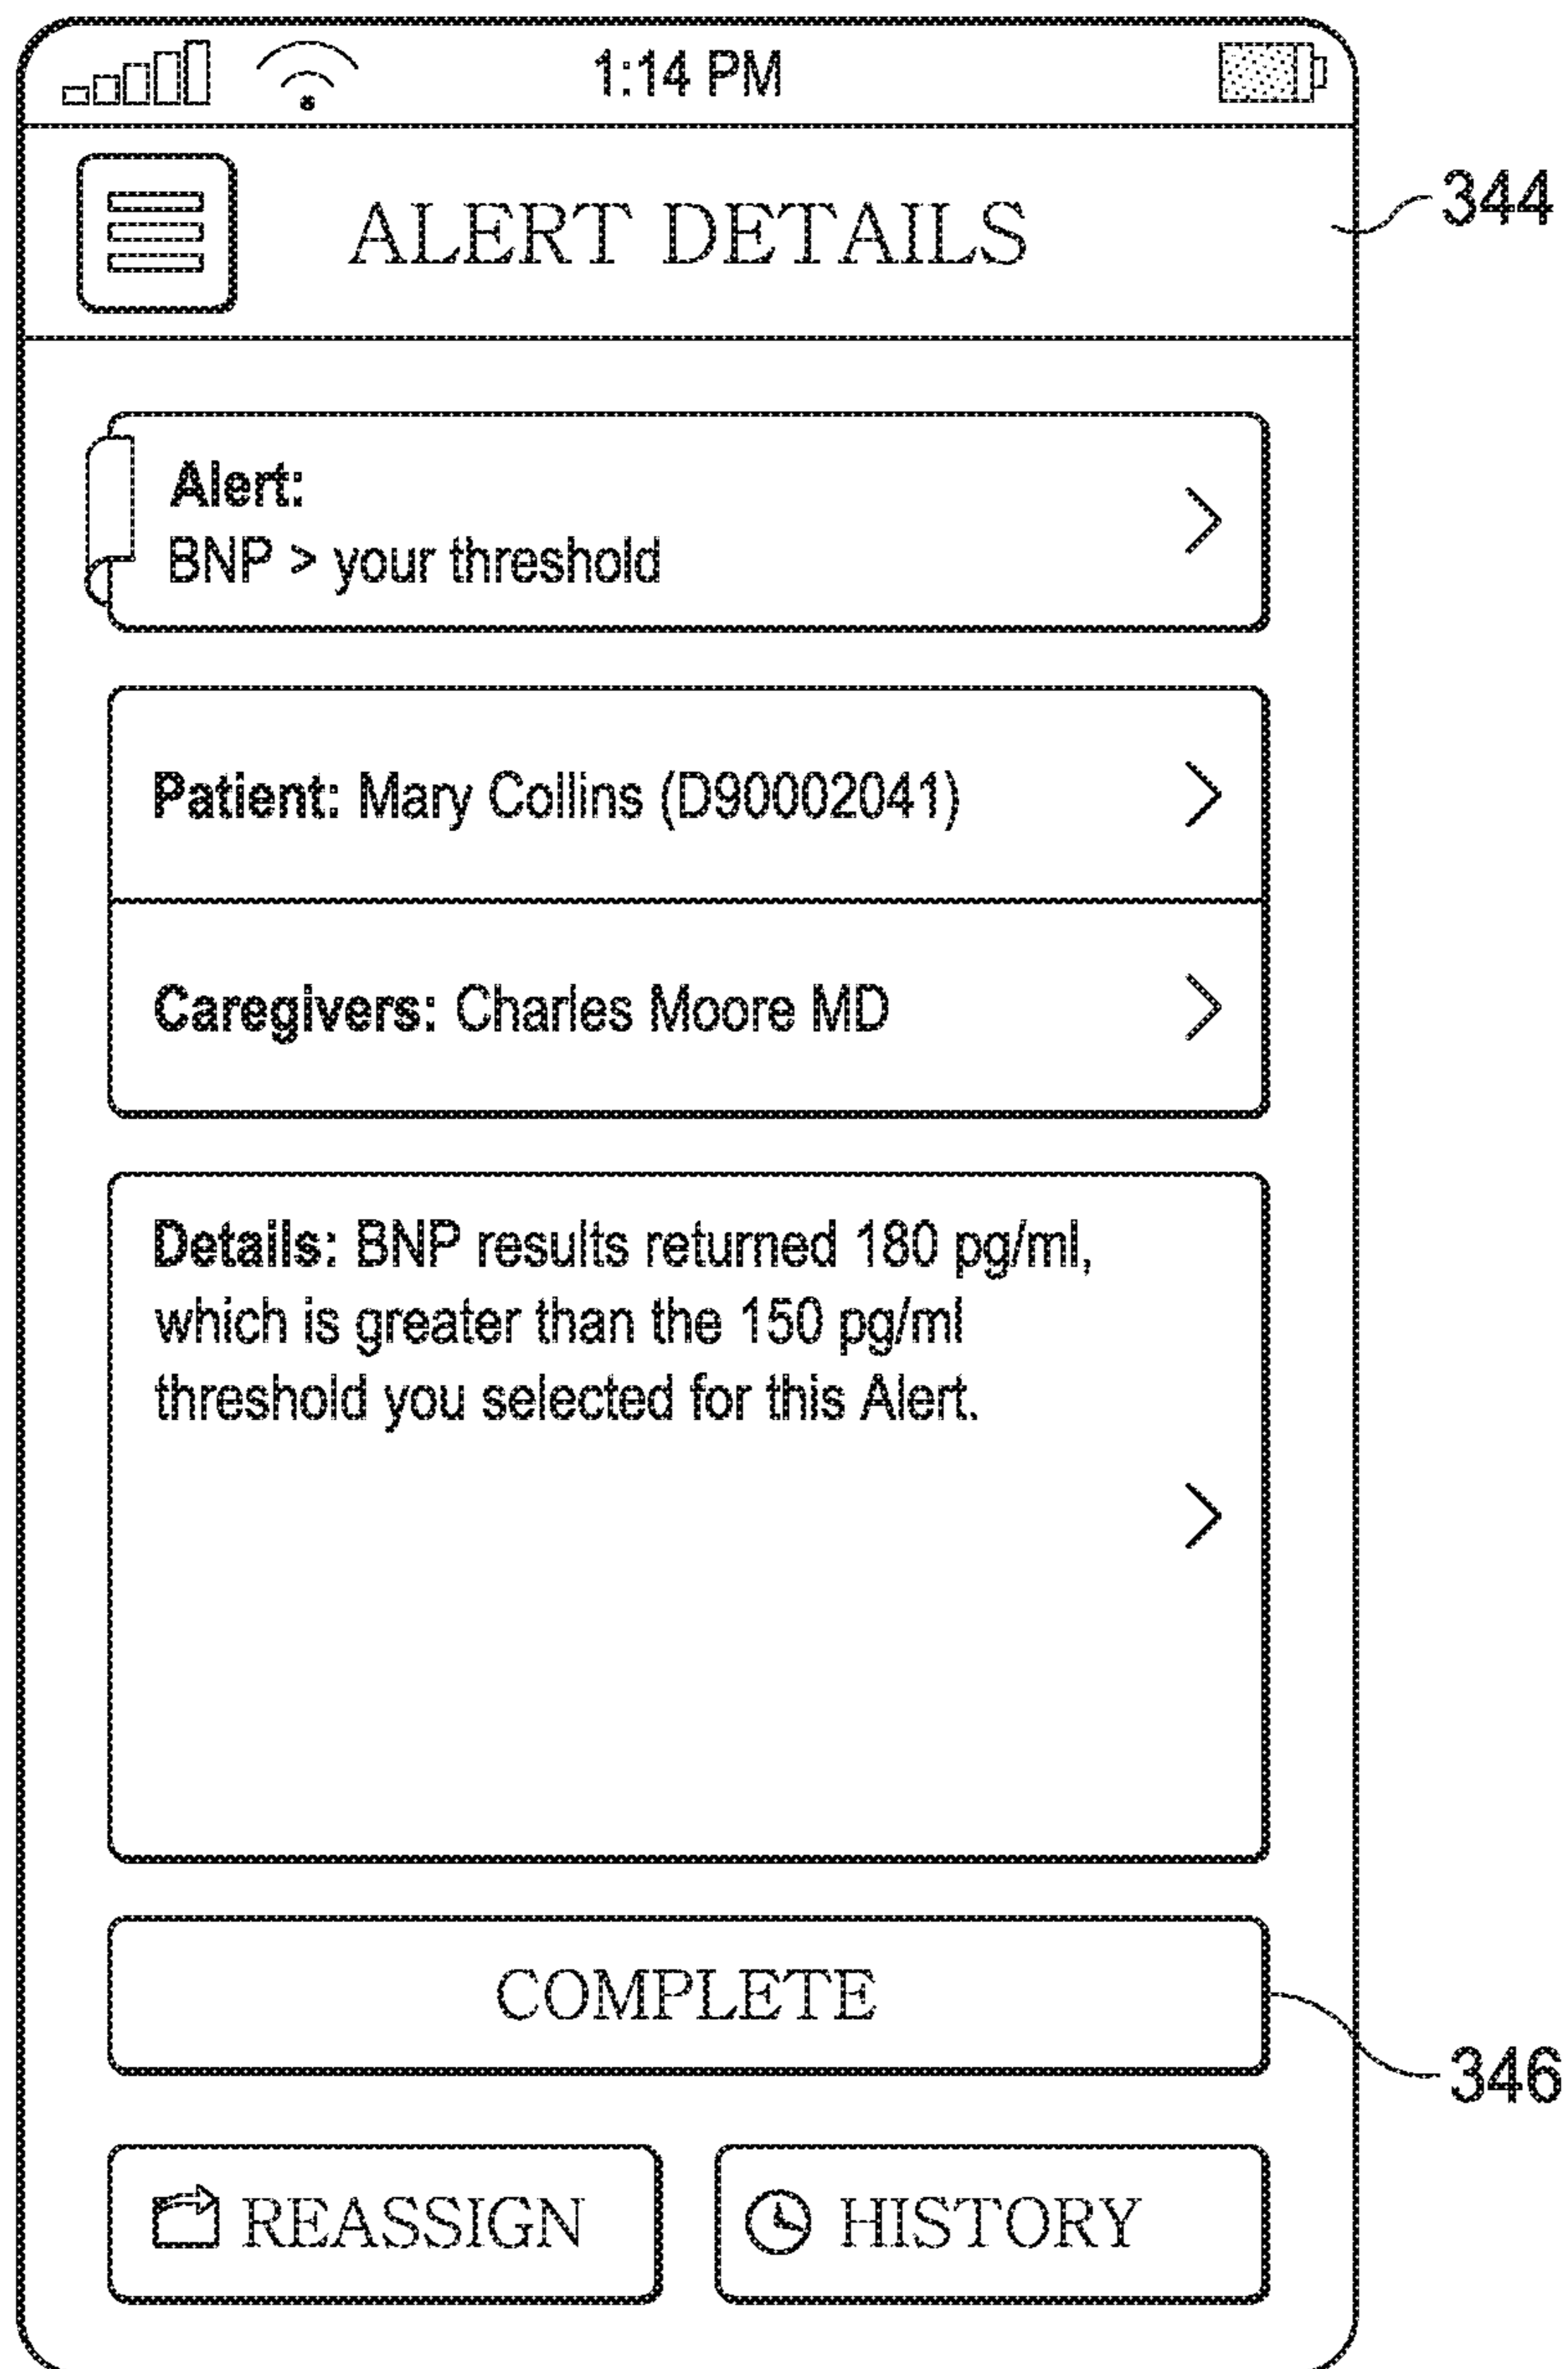 1:14 PM
ALERT DETAILS
344
Alert:
BNP > your threshold
Patient: Mary Collins (D90002041)
Caregivers: Charles Moore MD
Details: BNP results returned 180 pg/ml,
which is greater than the 150 pg/ml
threshold you selected for this Alert.
COMPLETE
346
REASSIGN
HISTORY